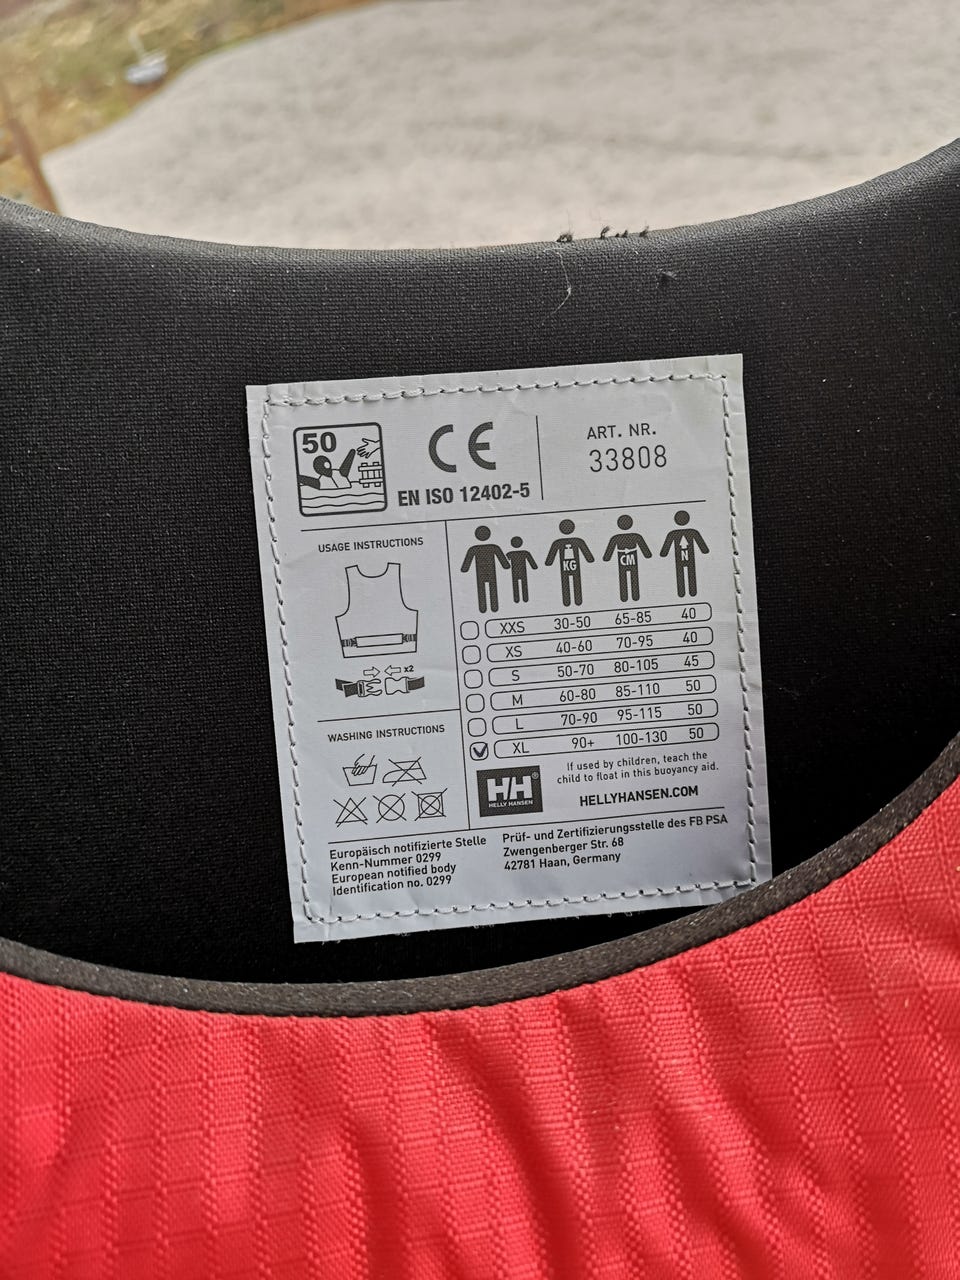 50
CE
EN ISO 12402-5
ART. NR.
33808
USAGE INSTRUCTIONS
x2
WASHING INSTRUCTIONS
KG CM N
XXS 30-50 65-85 40
XS 40-60 70-95 40
S 50-70 80-105 45
M 60-80 85-110 50
L 70-90 95-115 50
XL 90+ 100-130 50
HH®
HELLY HANSEN
If used by children, teach the
child to float in this buoyancy aid.
HELLYHANSEN.COM
Europäisch notifizierte Stelle
Kenn-Nummer 0299
European notified body
Identification no. 0299
Prüf- und Zertifizierungsstelle des FB PSA
Zwengenberger Str. 68
42781 Haan, Germany